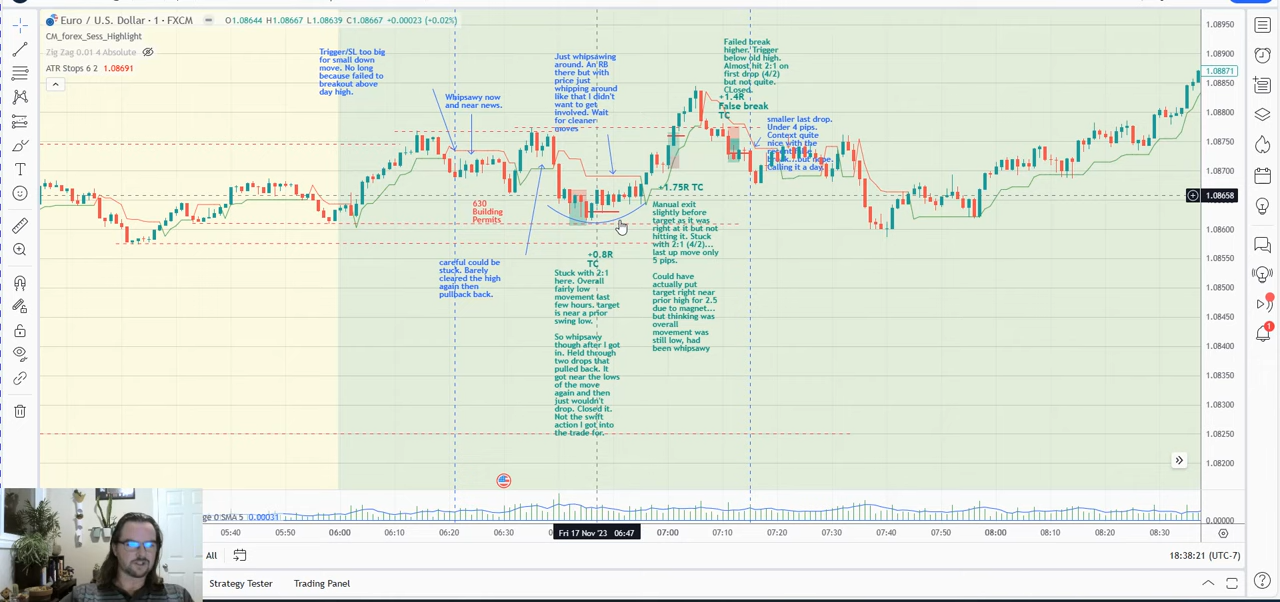 Euro / U.S. Dollar · 1 · FXCM
O1.08644 H1.08667 L1.08639 C1.08667 +0.00023 (+0.02%)
CM_forex_Sess_Highlight
Zig Zag 0.01 4 Absolute
ATR Stops 6 2 1.08691
Trigger/SL too big
for small down
move. No long
because failed to
breakout above
day high.
Whipsawy now
and near news.
Just whipsawing
around. An RB
there but with
price just
whipping around
like that I didn't
want to get
involved. Wait
for cleaner
moves
Failed break
higher. Trigger
below old high.
Almost hit 2:1 on
first drop (4/2)
but not quite.
CLosed.
+1.4R
False break
TC
smaller last drop.
Under 4 pips.
Context quite
nice with the
calling it a day.
630
Building
Permits
careful could be
stuck. Barely
cleared the high
again then
pullback back.
+0.8R
TC
Stuck with 2:1
here. Overall
fairly low
movement last
few hours. target
is near a prior
swing low.
So whipsawy
though after I got
in. Held through
two drops that
pulled back. It
got near the lows
of the move
again and then
just wouldn't
drop. Closed it.
Not the swift
action I got into
the trade for.
+1.75R TC
Manual exit
slightly before
target as it was
right at it but not
hitting it. Stuck
with 2:1 (4/2)...
last up move only
5 pips.
Could have
actually put
target right near
prior high for 2.5
due to magnet...
but thinking was
overall
movement was
still low, had
been whipsawy
1.08950
1.08900
1.08871
1.08850
1.08800
1.08750
1.08700
1.08658
1.08600
1.08550
1.08500
1.08450
1.08400
1.08350
1.08300
1.08250
1.08200
0.00000
ge 0 SMA 5 0.00031
05:40
05:50
06:00
06:10
06:20
06:30
Fri 17 Nov '23 06:47
07:00
07:10
07:20
07:30
07:40
07:50
08:00
08:10
08:20
08:30
All
18:38:21 (UTC-7)
Strategy Tester
Trading Panel
1